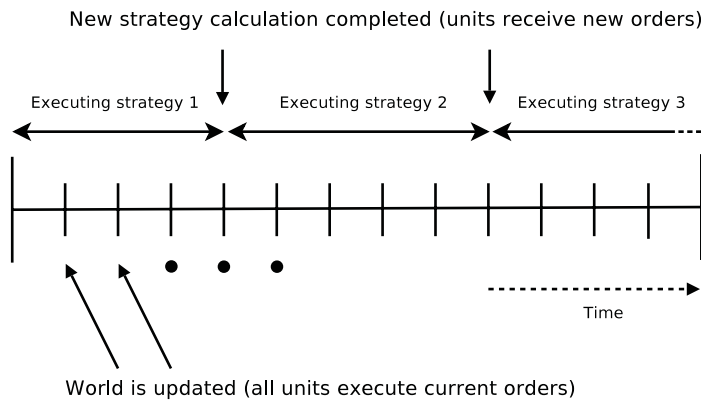 New strategy calculation completed (units receive new orders)
Executing strategy 1
Executing strategy 2
Executing strategy 3
Time
World is updated (all units execute current orders)